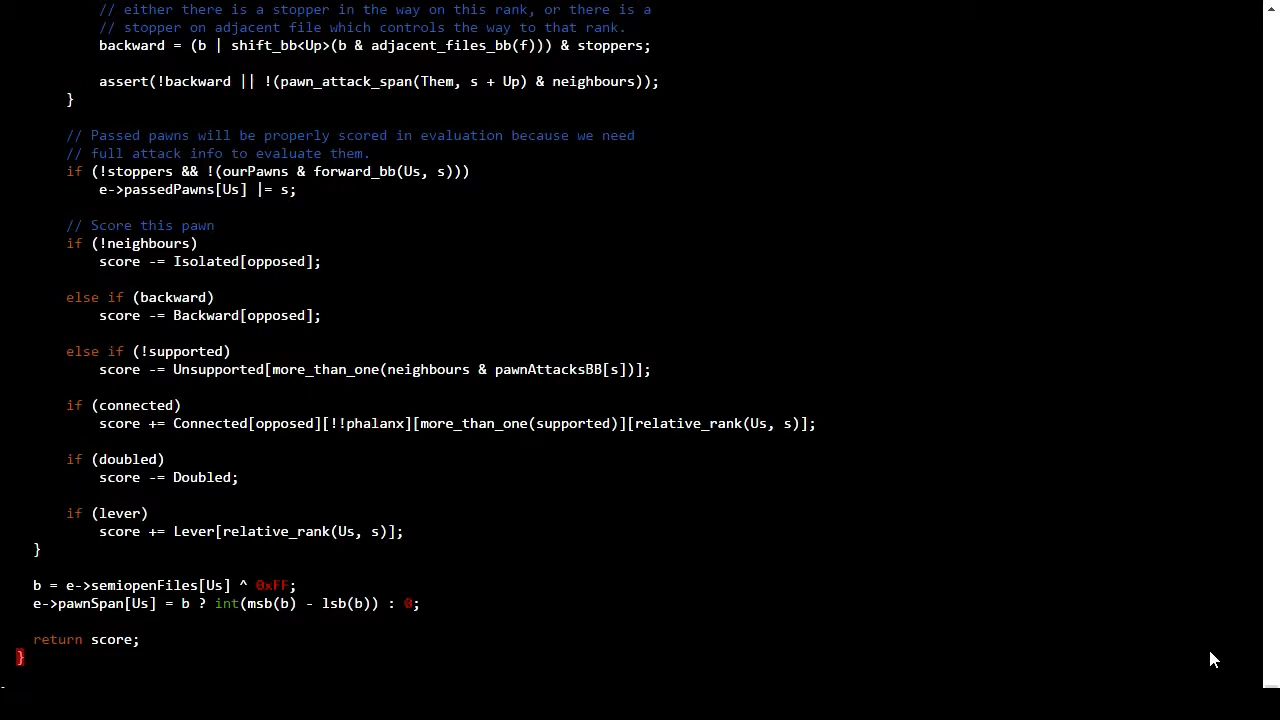 // either there is a stopper in the way on this rank, or there is a
// stopper on adjacent file which controls the way to that rank.
backward = (b | shift_bb<Up>(b & adjacent_files_bb(f))) & stoppers;
assert(!backward || !(pawn_attack_span(Them, s + Up) & neighbours));
}
// Passed pawns will be properly scored in evaluation because we need
// full attack info to evaluate them.
if (!stoppers && !(ourPawns & forward_bb(Us, s)))
e->passedPawns[Us] |= s;
// Score this pawn
if (!neighbours)
score -= Isolated[opposed];
else if (backward)
score -= Backward[opposed];
else if (!supported)
score -= Unsupported[more_than_one(neighbours & pawnAttacksBB[s])];
if (connected)
score += Connected[opposed][!!phalanx][more_than_one(supported)][relative_rank(Us, s)];
if (doubled)
score -= Doubled;
if (lever)
score += Lever[relative_rank(Us, s)];
}
b = e->semiopenFiles[Us] ^ 0xFF;
e->pawnSpan[Us] = b ? int(msb(b) - lsb(b)) : 0;
return score;
}
-